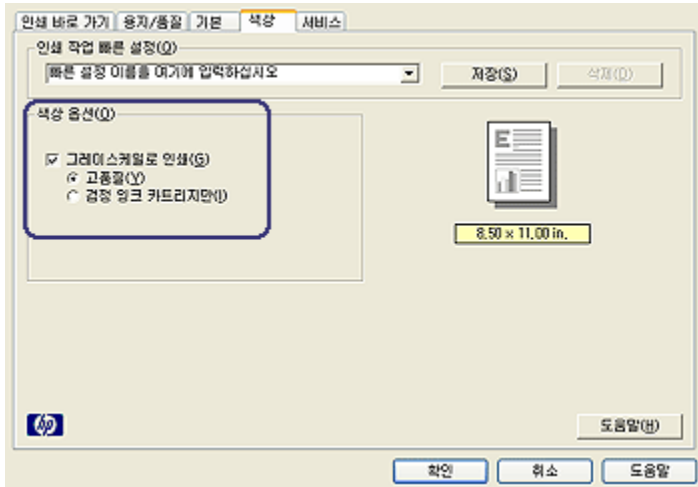 인쇄 바로 가기 용지/품질 기본 색상 서비스
인쇄 작업 빠른 설정(O)
빠른 설정 이름을 여기에 입력하십시오 저장(S) 삭제(D)
색상 옵션(O)
그레이스케일로 인쇄(G)
고품질(Y)
검정 잉크 카트리지만(I)
E
8.50 × 11.00 in.
hp
도움말(H)
확인 취소 도움말